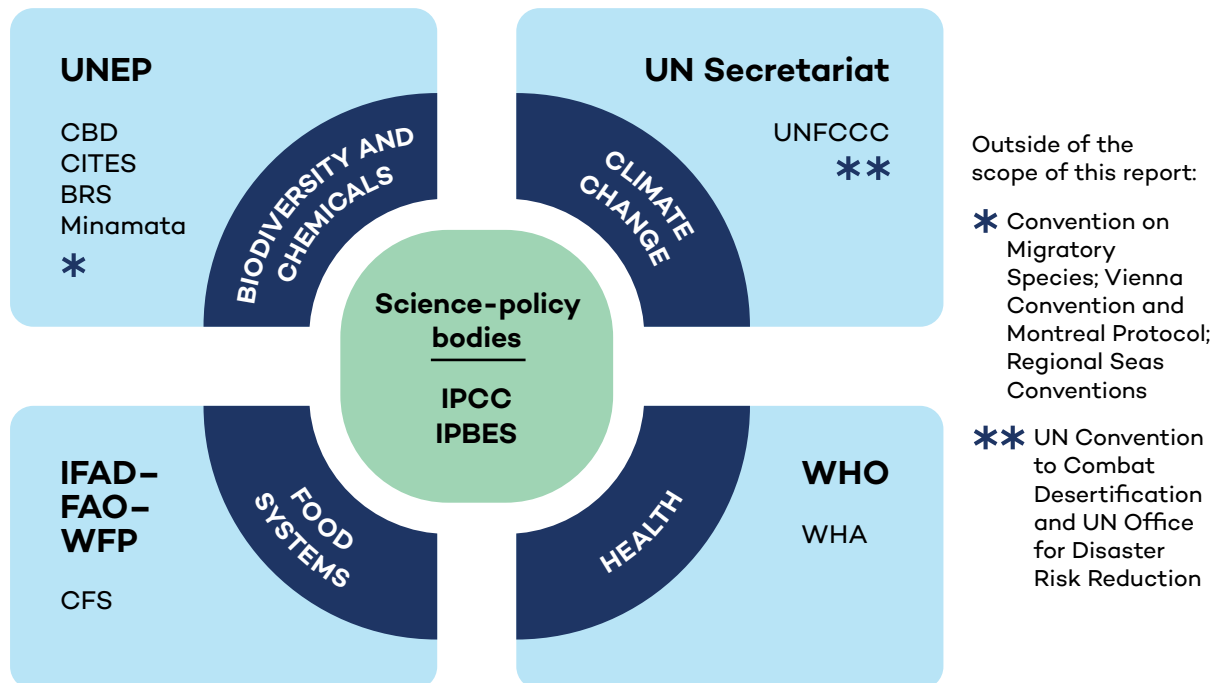 UNEP
CBD
CITES
BRS
Minamata
*
BIODIVERSITY AND
CHEMICALS
UN Secretariat
UNFCCC
**
CLIMATE
CHANGE
Science-policy
bodies
IPCC
IPBES
IFAD–
FAO–
WFP
CFS
FOOD
SYSTEMS
WHO
WHA
HEALTH
Outside of the
scope of this report:
* Convention on
Migratory
Species; Vienna
Convention and
Montreal Protocol;
Regional Seas
Conventions
** UN Convention
to Combat
Desertification
and UN Office
for Disaster
Risk Reduction